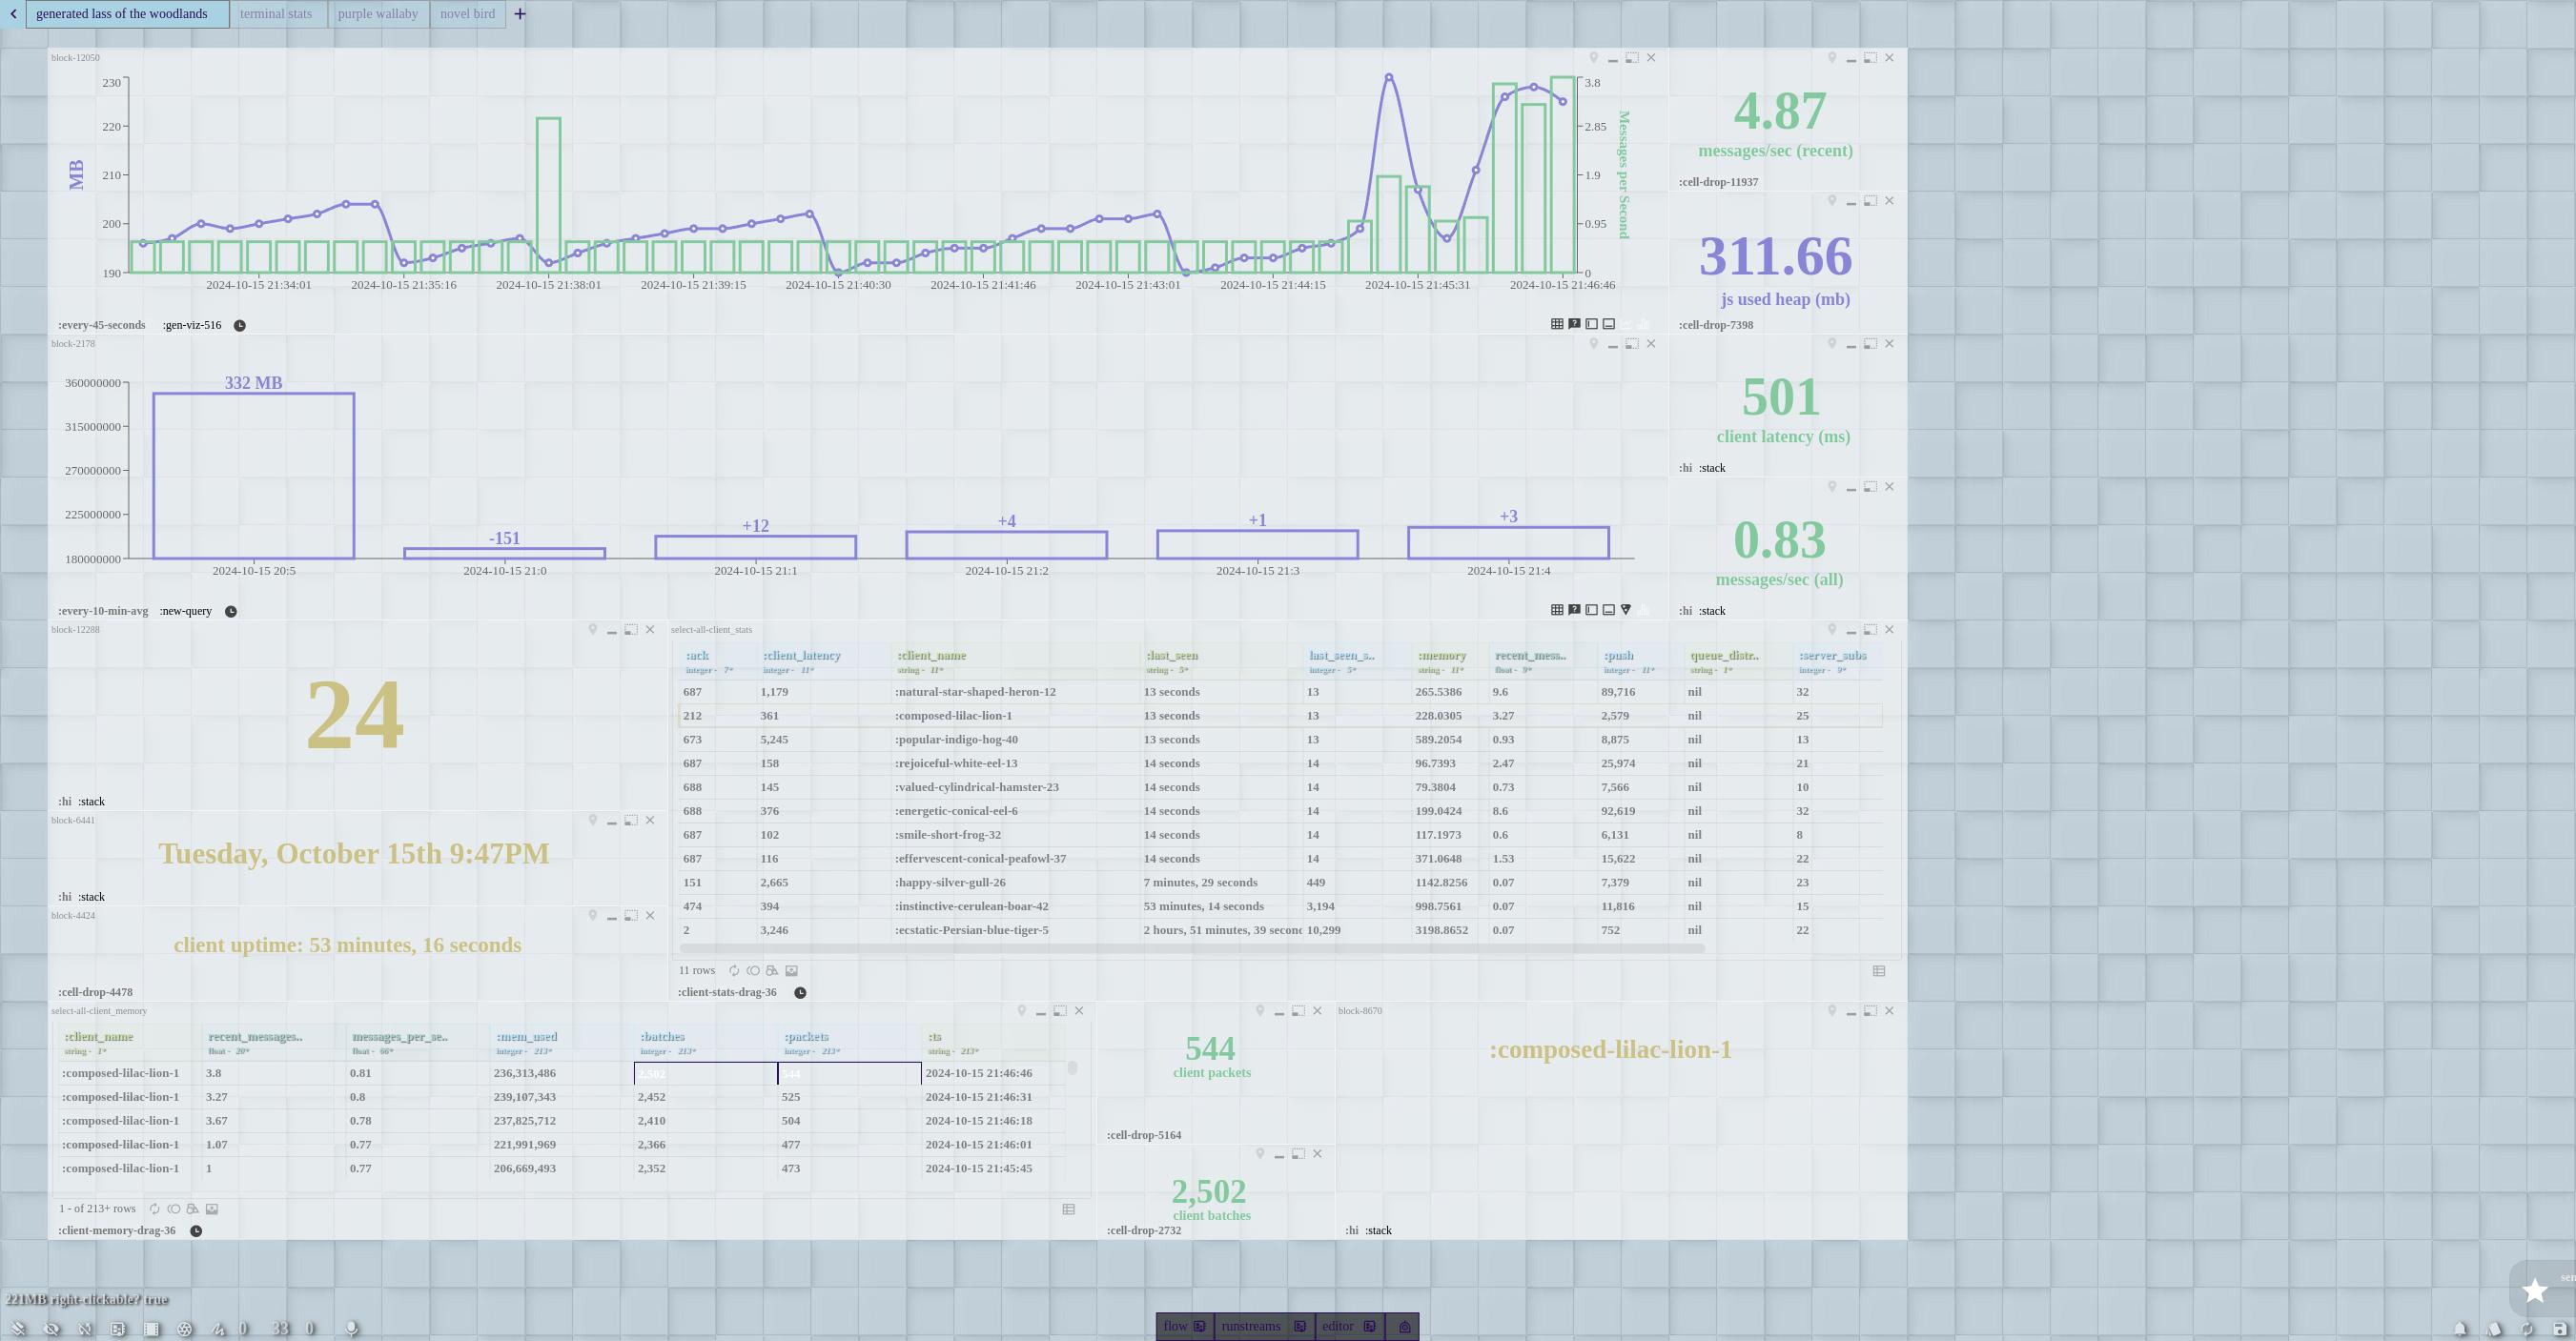 generated lass of the woodlands terminal stats purple wallaby novel bird +
block-12050
230 220 210 200 190
MB
3.8 2.85 1.9 0.95 0
Messages per Second
2024-10-15 21:34:01 2024-10-15 21:35:16 2024-10-15 21:38:01 2024-10-15 21:39:15 2024-10-15 21:40:30 2024-10-15 21:41:46 2024-10-15 21:43:01 2024-10-15 21:44:15 2024-10-15 21:45:31 2024-10-15 21:46:46
:every-45-seconds :gen-viz-516
4.87
messages/sec (recent)
:cell-drop-11937
311.66
js used heap (mb)
:cell-drop-7398
block-2178
360000000 315000000 270000000 225000000 180000000
332 MB -151 +12 +4 +1 +3
2024-10-15 20:5 2024-10-15 21:0 2024-10-15 21:1 2024-10-15 21:2 2024-10-15 21:3 2024-10-15 21:4
:every-10-min-avg :new-query
501
client latency (ms)
:hi :stack
0.83
messages/sec (all)
:hi :stack
block-12288
24
:hi :stack
block-6441
Tuesday, October 15th 9:47PM
:hi :stack
block-4424
client uptime: 53 minutes, 16 seconds
:cell-drop-4478
select-all-client_stats
:ack :client_latency :client_name :last_seen last_seen_s.. :memory recent_mess.. :push queue_distr.. :server_subs
integer - 7* integer - 11* string - 11* string - 5* integer - 5* string - 11* float - 9* integer - 11* string - 1* integer - 9*
687 1,179 :natural-star-shaped-heron-12 13 seconds 13 265.5386 9.6 89,716 nil 32
212 361 :composed-lilac-lion-1 13 seconds 13 228.0305 3.27 2,579 nil 25
673 5,245 :popular-indigo-hog-40 13 seconds 13 589.2054 0.93 8,875 nil 13
687 158 :rejoiceful-white-eel-13 14 seconds 14 96.7393 2.47 25,974 nil 21
688 145 :valued-cylindrical-hamster-23 14 seconds 14 79.3804 0.73 7,566 nil 10
688 376 :energetic-conical-eel-6 14 seconds 14 199.0424 8.6 92,619 nil 32
687 102 :smile-short-frog-32 14 seconds 14 117.1973 0.6 6,131 nil 8
687 116 :effervescent-conical-peafowl-37 14 seconds 14 371.0648 1.53 15,622 nil 22
151 2,665 :happy-silver-gull-26 7 minutes, 29 seconds 449 1142.8256 0.07 7,379 nil 23
474 394 :instinctive-cerulean-boar-42 53 minutes, 14 seconds 3,194 998.7561 0.07 11,816 nil 15
2 3,246 :ecstatic-Persian-blue-tiger-5 2 hours, 51 minutes, 39 second 10,299 3198.8652 0.07 752 nil 22
11 rows
:client-stats-drag-36
select-all-client_memory
:client_name recent_messages.. messages_per_se.. :mem_used :batches :packets :ts
string - 1* float - 20* float - 66* integer - 213* integer - 213* integer - 213* string - 213*
:composed-lilac-lion-1 3.8 0.81 236,313,486 2,502 544 2024-10-15 21:46:46
:composed-lilac-lion-1 3.27 0.8 239,107,343 2,452 525 2024-10-15 21:46:31
:composed-lilac-lion-1 3.67 0.78 237,825,712 2,410 504 2024-10-15 21:46:18
:composed-lilac-lion-1 1.07 0.77 221,991,969 2,366 477 2024-10-15 21:46:01
:composed-lilac-lion-1 1 0.77 206,669,493 2,352 473 2024-10-15 21:45:45
1 - of 213+ rows
:client-memory-drag-36
544
client packets
:cell-drop-5164
2,502
client batches
:cell-drop-2732
block-8670
:composed-lilac-lion-1
:hi :stack
221MB right-clickable? true
0 33 0
flow runstreams editor